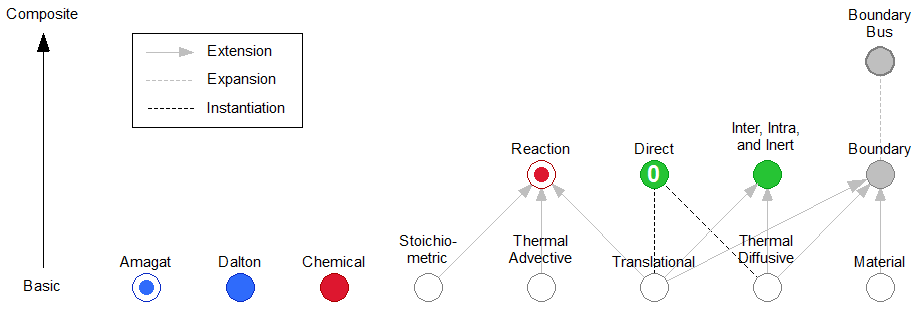 Composite
Boundary
Bus
Extension
Expansion
Instantiation
Inter, Intra,
and Inert
Reaction
Direct
Boundary
0
Stoichio-
metric
Thermal
Advective
Translational
Thermal
Diffusive
Material
Amagat
Dalton
Chemical
Basic